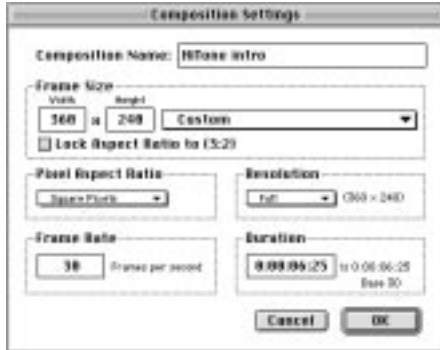 Composition Settings
Composition Name: HiTone intro
Frame Size
Width Height
360 x 240 Custom
Lock Aspect Ratio to (3:2)
Pixel Aspect Ratio Resolution
Square Pixels Full (360 x 240)
Frame Rate Duration
30 Frames per second 0:00:06:25 is 0:00:06:25
Base 30
Cancel OK